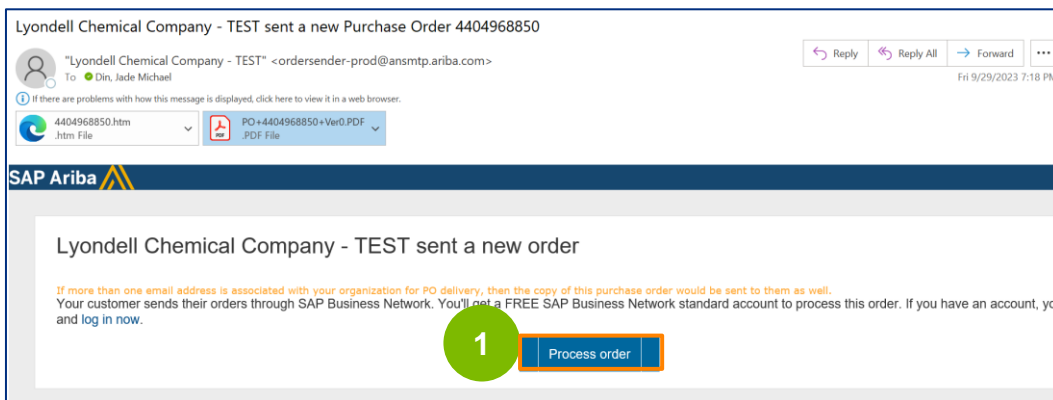 Lyondell Chemical Company - TEST sent a new Purchase Order 4404968850
"Lyondell Chemical Company - TEST" <ordersender-prod@ansmtp.ariba.com>
To Din, Jade Michael
Reply
Reply All
Forward
Fri 9/29/2023 7:18 PM
If there are problems with how this message is displayed, click here to view it in a web browser.
4404968850.htm
.htm File
PDF
PO+4404968850+Ver0.PDF
.PDF File
SAP Ariba
Lyondell Chemical Company - TEST sent a new order
If more than one email address is associated with your organization for PO delivery, then the copy of this purchase order would be sent to them as well.
Your customer sends their orders through SAP Business Network. You'll get a FREE SAP Business Network standard account to process this order. If you have an account, yo
and log in now.
1
Process order